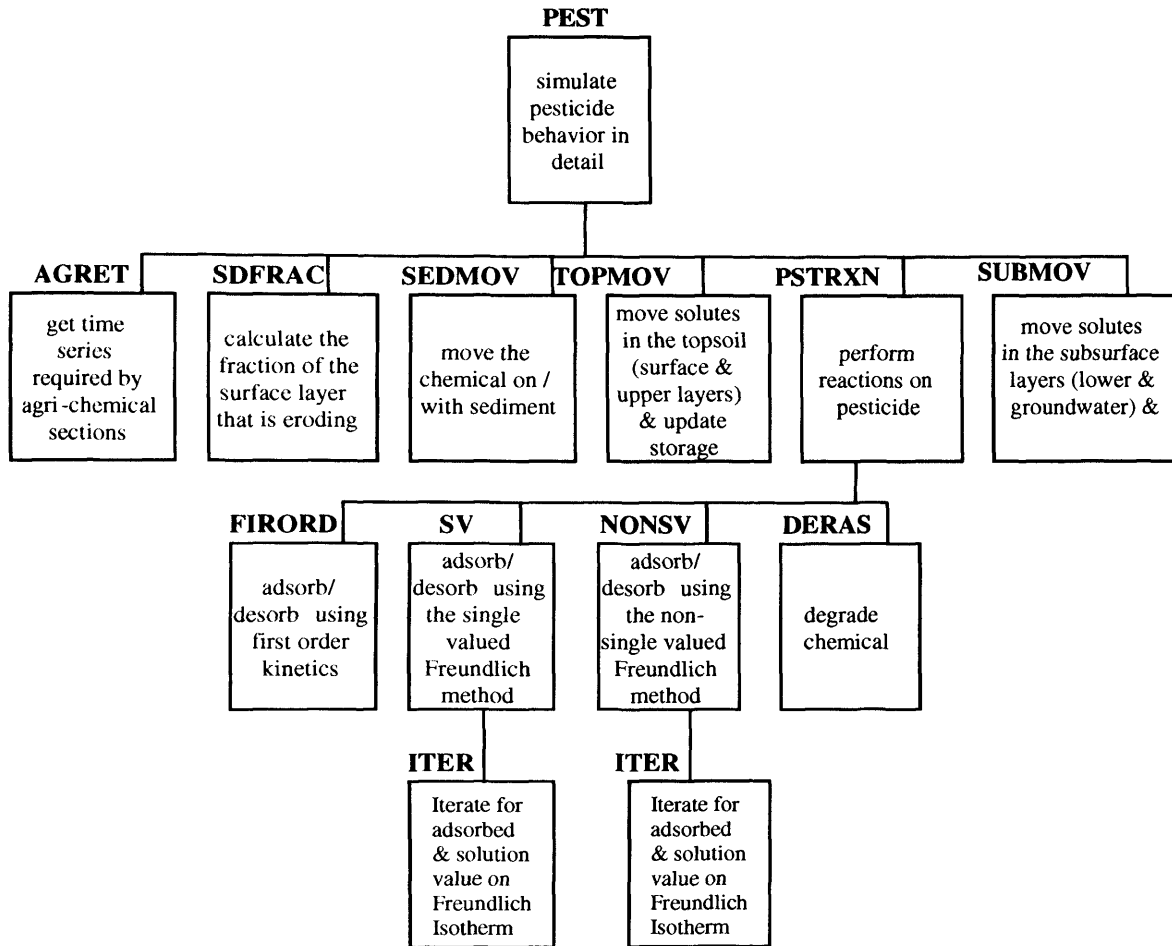 PEST
simulate
pesticide
behavior in
detail
AGRET
get time
series
required by
agri-chemical
sections
SDFRAC
calculate the
fraction of the
surface layer
that is eroding
SEDMOV
move the
chemical on /
with sediment
TOPMOV
move solutes
in the topsoil
(surface &
upper layers)
& update
storage
PSTRXN
perform
reactions on
pesticide
SUBMOV
move solutes
in the subsurface
layers (lower &
groundwater) &
FIRORD
adsorb/
desorb using
first order
kinetics
SV
adsorb/
desorb using
the single
valued
Freundlich
method
NONSV
adsorb/
desorb using
the non-
single valued
Freundlich
method
DERAS
degrade
chemical
ITER
Iterate for
adsorbed
& solution
value on
Freundlich
Isotherm
ITER
Iterate for
adsorbed
& solution
value on
Freundlich
Isotherm